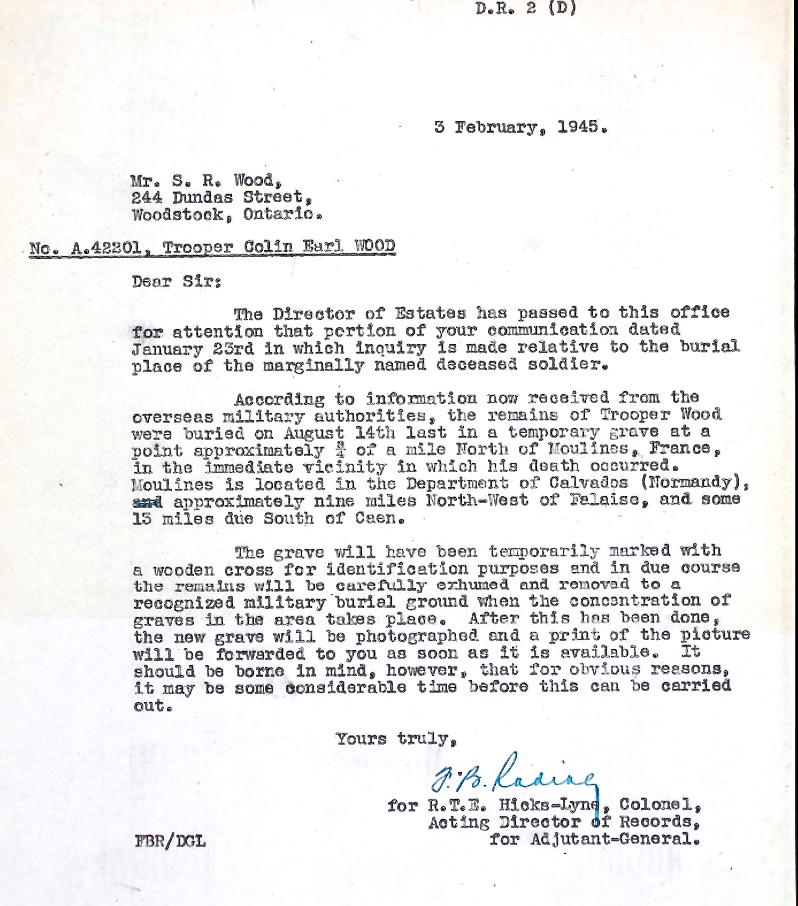 D.R. 2 (D)
3 February, 1945.
Mr. S. R. Wood,
244 Dundas Street,
Woodstock, Ontario.
No. A.42201, Trooper Colin Earl WOOD
Dear Sir:
The Director of Estates has passed to this office
for attention that portion of your communication dated
January 23rd in which inquiry is made relative to the burial
place of the marginally named deceased soldier.
According to information now received from the
overseas military authorities, the remains of Trooper Wood
were buried on August 14th last in a temporary grave at a
point approximately ¾ of a mile North of Moulines, France,
in the immediate vicinity in which his death occurred.
Moulines is located in the Department of Calvados (Normandy),
and approximately nine miles North-West of Falaise, and some
13 miles due South of Caen.
The grave will have been temporarily marked with
a wooden cross for identification purposes and in due course
the remains will be carefully exhumed and removed to a
recognized military burial ground when the concentration of
graves in the area takes place. After this has been done,
the new grave will be photographed and a print of the picture
will be forwarded to you as soon as it is available. It
should be borne in mind, however, that for obvious reasons,
it may be some considerable time before this can be carried
out.
Yours truly,
F.B.
for R.T.E. Hicks-Lyne, Colonel,
Acting Director of Records,
for Adjutant-General.
FBR/DGL